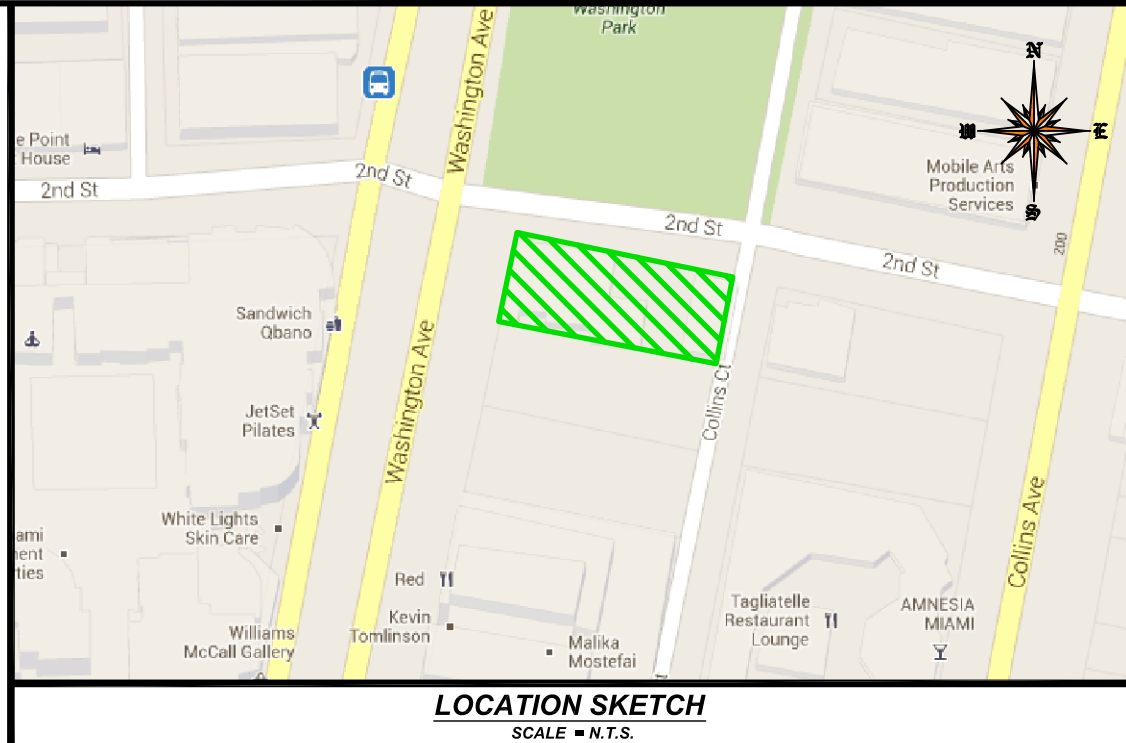 Washington
Park
Washington Ave
N
W
E
S
e Point
House
2nd St
2nd St
2nd St
2nd St
Mobile Arts
Production
Services
200
Sandwich
Qbano
JetSet
Pilates
Washington Ave
Collins Ct
White Lights
Skin Care
ami
ent
ties
Collins Ave
Red
Kevin
Tomlinson
Williams
McCall Gallery
Malika
Mostefai
Tagliatelle
Restaurant
Lounge
AMNESIA
MIAMI
LOCATION SKETCH
SCALE = N.T.S.